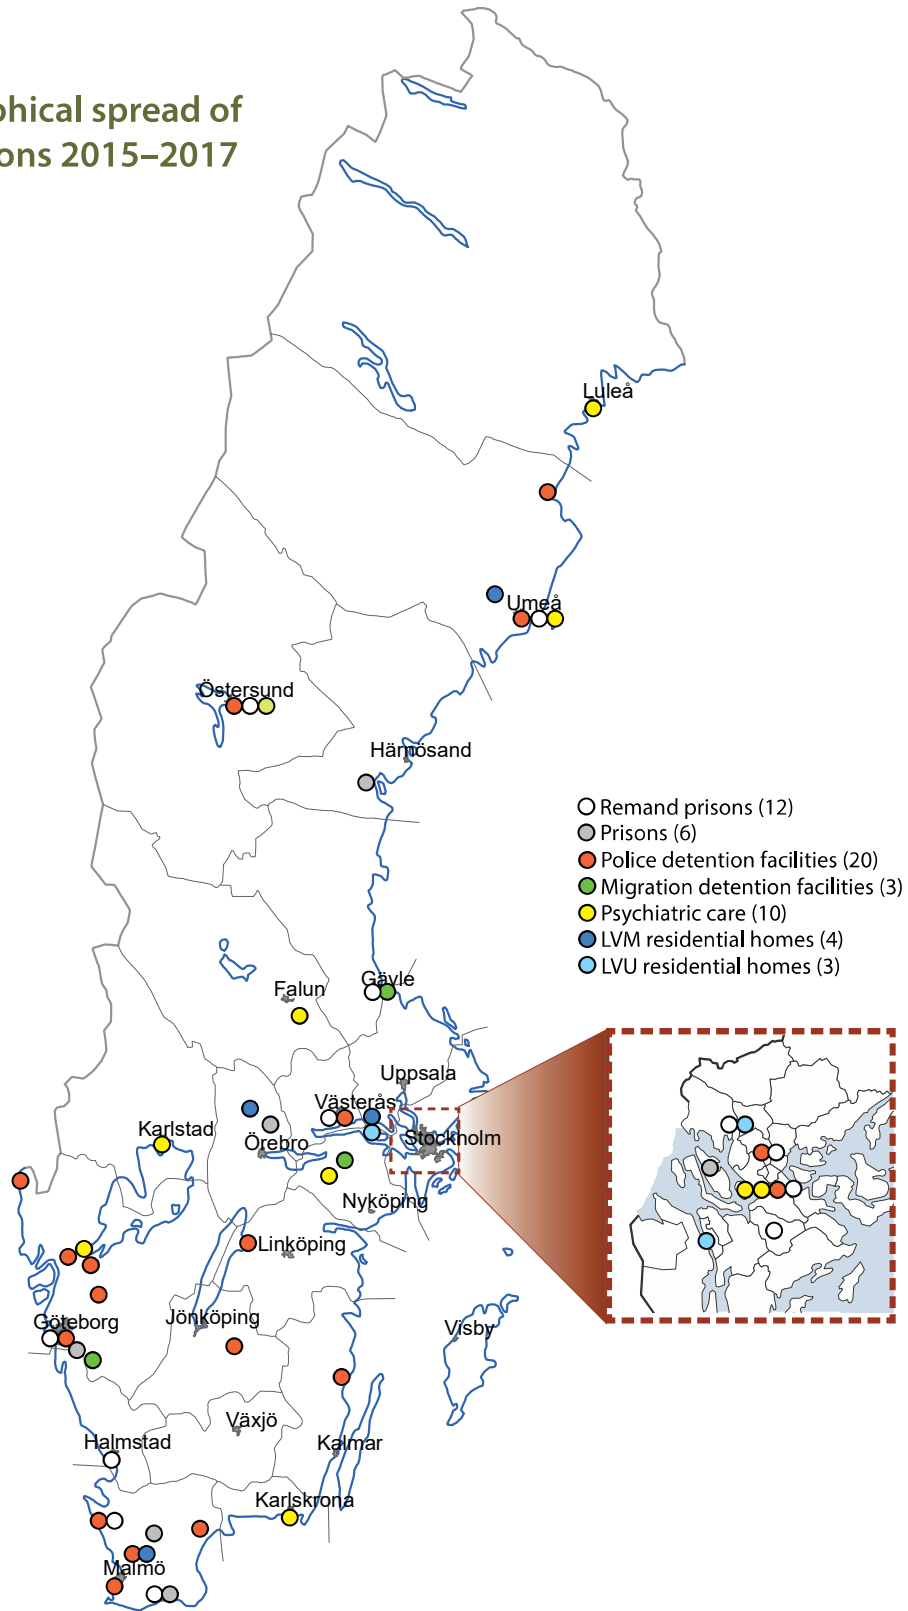 phical spread of
ons 2015–2017
Luleå
Umeå
Östersund
Härnösand
Remand prisons (12)
Prisons (6)
Police detention facilities (20)
Migration detention facilities (3)
Psychiatric care (10)
LVM residential homes (4)
LVU residential homes (3)
Gävle
Falun
Uppsala
Västerås
Karlstad
Örebro
Stockholm
Nyköping
Linköping
Göteborg
Jönköping
Visby
Växjö
Halmstad
Kalmar
Karlskrona
Malmö